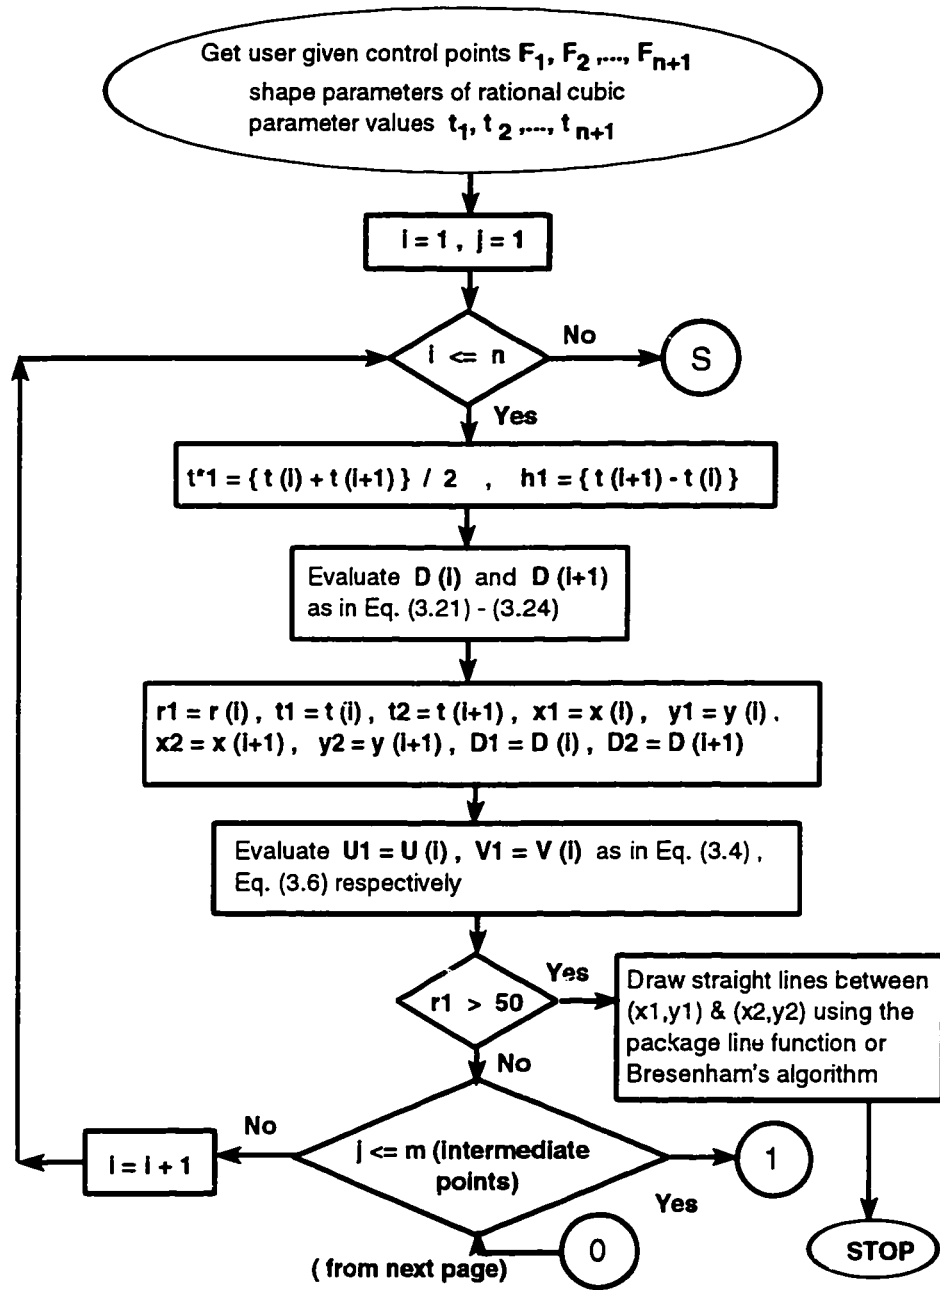 Get user given control points F1, F2 ,..., Fn+1
shape parameters of rational cubic
parameter values t1, t2 ,..., tn+1
i = 1 , j = 1
i <= n
No
S
Yes
t*1 = { t (i) + t (i+1) } / 2 , h1 = { t (i+1) - t (i) }
Evaluate D (i) and D (i+1)
as in Eq. (3.21) - (3.24)
r1 = r (i) , t1 = t (i) , t2 = t (i+1) , x1 = x (i) , y1 = y (i) .
x2 = x (i+1) , y2 = y (i+1) , D1 = D (i) , D2 = D (i+1)
Evaluate U1 = U (i) , V1 = V (i) as in Eq. (3.4) ,
Eq. (3.6) respectively
r1 > 50
Yes
Draw straight lines between
(x1,y1) & (x2,y2) using the
package line function or
Bresenham's algorithm
No
j <= m (intermediate
points)
No
i = i + 1
Yes
1
0
( from next page)
STOP